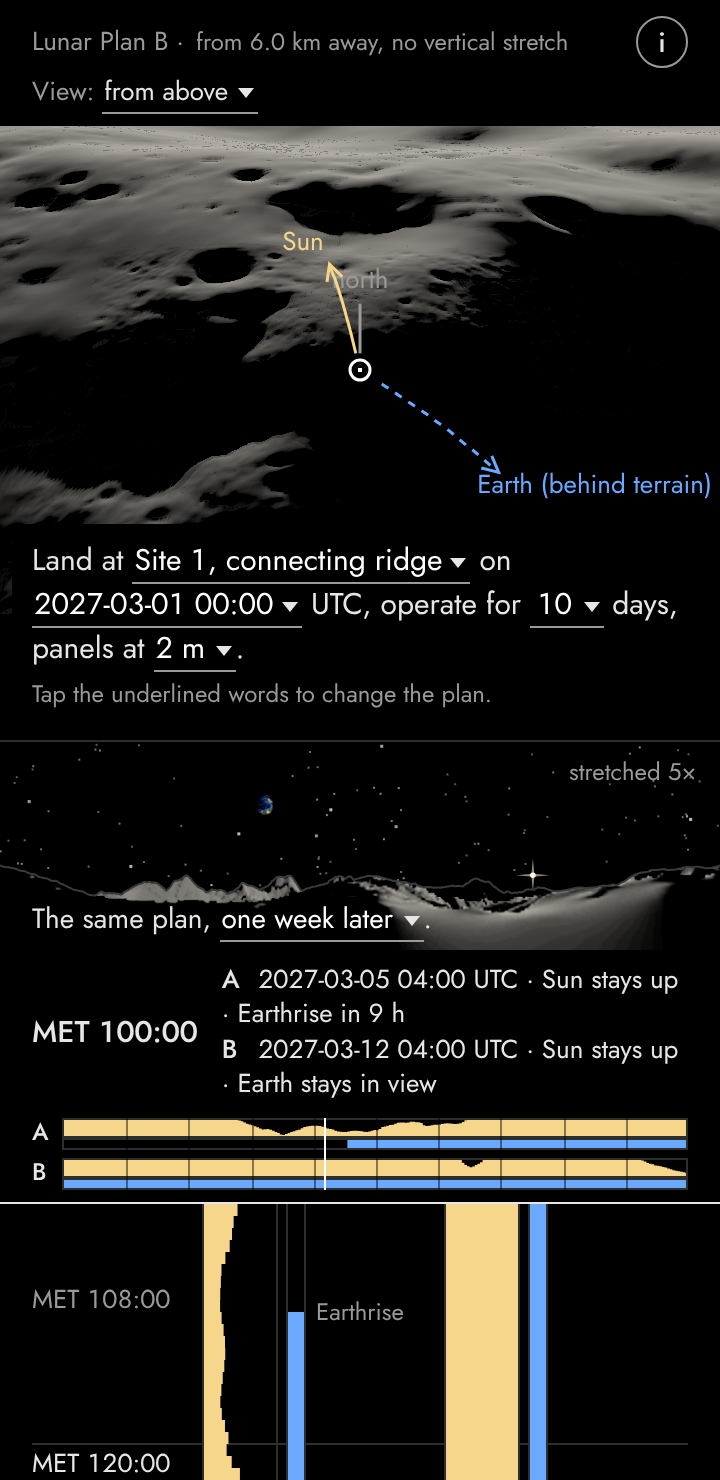 Lunar Plan B · from 6.0 km away, no vertical stretch
i
View: from above
Sun
North
Earth (behind terrain)
Land at Site 1, connecting ridge on
2027-03-01 00:00 UTC, operate for 10 days,
panels at 2 m.
Tap the underlined words to change the plan.
stretched 5×
The same plan, one week later.
MET 100:00
A 2027-03-05 04:00 UTC · Sun stays up
· Earthrise in 9 h
B 2027-03-12 04:00 UTC · Sun stays up
· Earth stays in view
A
B
MET 108:00
Earthrise
MET 120:00